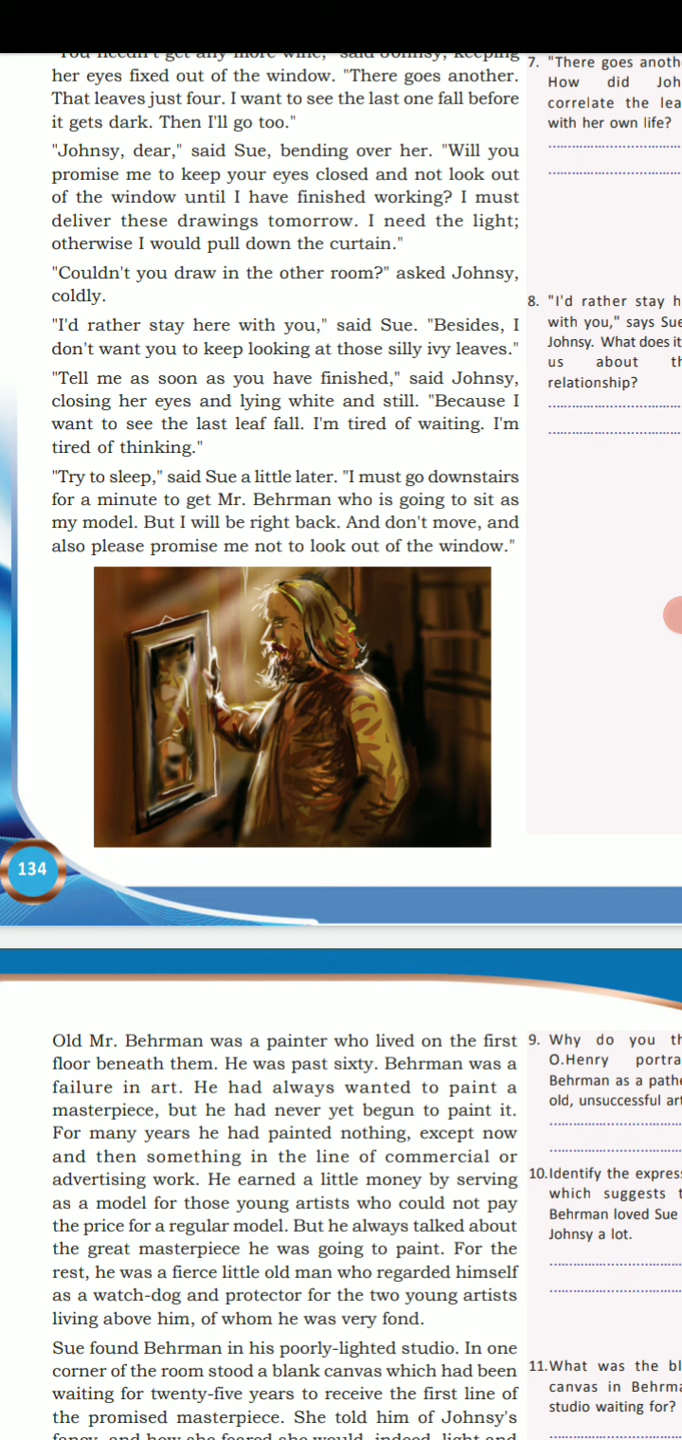 her eyes fixed out of the window. "There goes another.
That leaves just four. I want to see the last one fall before
it gets dark. Then I'll go too."
"Johnsy, dear," said Sue, bending over her. "Will you
promise me to keep your eyes closed and not look out
of the window until I have finished working? I must
deliver these drawings tomorrow. I need the light;
otherwise I would pull down the curtain."
"Couldn't you draw in the other room?" asked Johnsy,
coldly.
"I'd rather stay here with you," said Sue. "Besides, I
don't want you to keep looking at those silly ivy leaves."
"Tell me as soon as you have finished," said Johnsy,
closing her eyes and lying white and still. "Because I
want to see the last leaf fall. I'm tired of waiting. I'm
tired of thinking."
"Try to sleep," said Sue a little later. "I must go downstairs
for a minute to get Mr. Behrman who is going to sit as
my model. But I will be right back. And don't move, and
also please promise me not to look out of the window."
7. "There goes
How did
correlate the
with her own life?
8. "I'd rather stay
with you," says
Johnsy. What does it
us about
relationship?
134
Old Mr. Behrman was a painter who lived on the first
floor beneath them. He was past sixty. Behrman was a
failure in art. He had always wanted to paint a
masterpiece, but he had never yet begun to paint it.
For many years he had painted nothing, except now
and then something in the line of commercial or
advertising work. He earned a little money by serving
as a model for those young artists who could not pay
the price for a regular model. But he always talked about
the great masterpiece he was going to paint. For the
rest, he was a fierce little old man who regarded himself
as a watch-dog and protector for the two young artists
living above him, of whom he was very fond.
Sue found Behrman in his poorly-lighted studio. In one
corner of the room stood a blank canvas which had been
waiting for twenty-five years to receive the first line of
the promised masterpiece. She told him of Johnsy's
9. Why do you
O.Henry
Behrman as a
old, unsuccessful
10.Identify the
which suggests
Behrman loved Sue
Johnsy a lot.
11.What was the
canvas in
studio waiting for?